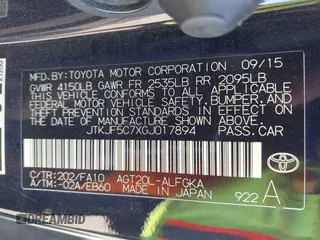 MFD.BY: TOYOTA MOTOR CORPORATION 09/15
GVWR 4150LB GAWR FR 2535LB RR 2095LB
THIS VEHICLE CONFORMS TO ALL APPLICABLE
FEDERAL MOTOR VEHICLE SAFETY, BUMPER, AND
THEFT PREVENTION STANDARDS IN EFFECT ON THE DATE
OF MANUFACTURE SHOWN ABOVE.
JTKJF5C7XGJ017894 PASS.CAR
C/TR:202/FA10 AGT20L-ALFGKA
A/TM:-02A/EB60 MADE IN JAPAN
922 A
DREAMBID